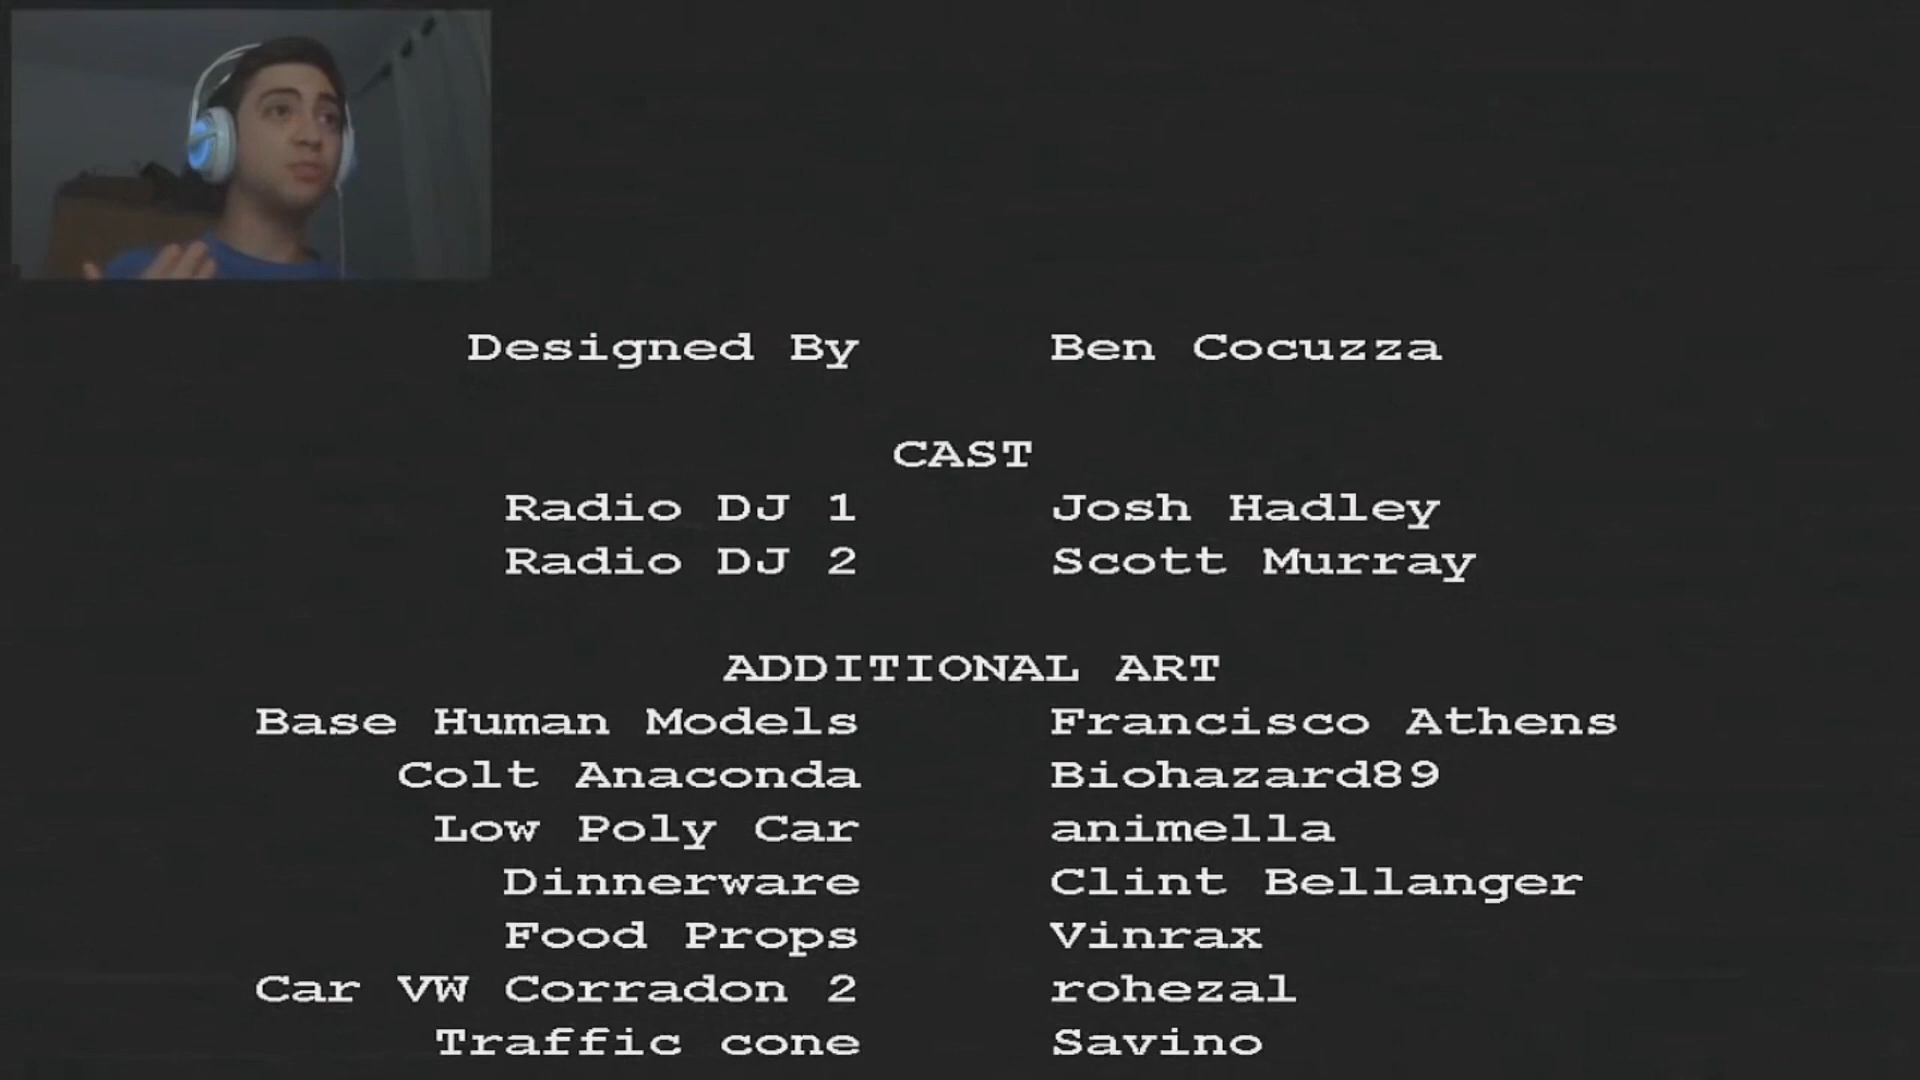 Designed By Ben Cocuzza
CAST
Radio DJ 1 Josh Hadley
Radio DJ 2 Scott Murray
ADDITIONAL ART
Base Human Models Francisco Athens
Colt Anaconda Biohazard89
Low Poly Car animella
Dinnerware Clint Bellanger
Food Props Vinrax
Car VW Corradon 2 rohezal
Traffic cone Savino